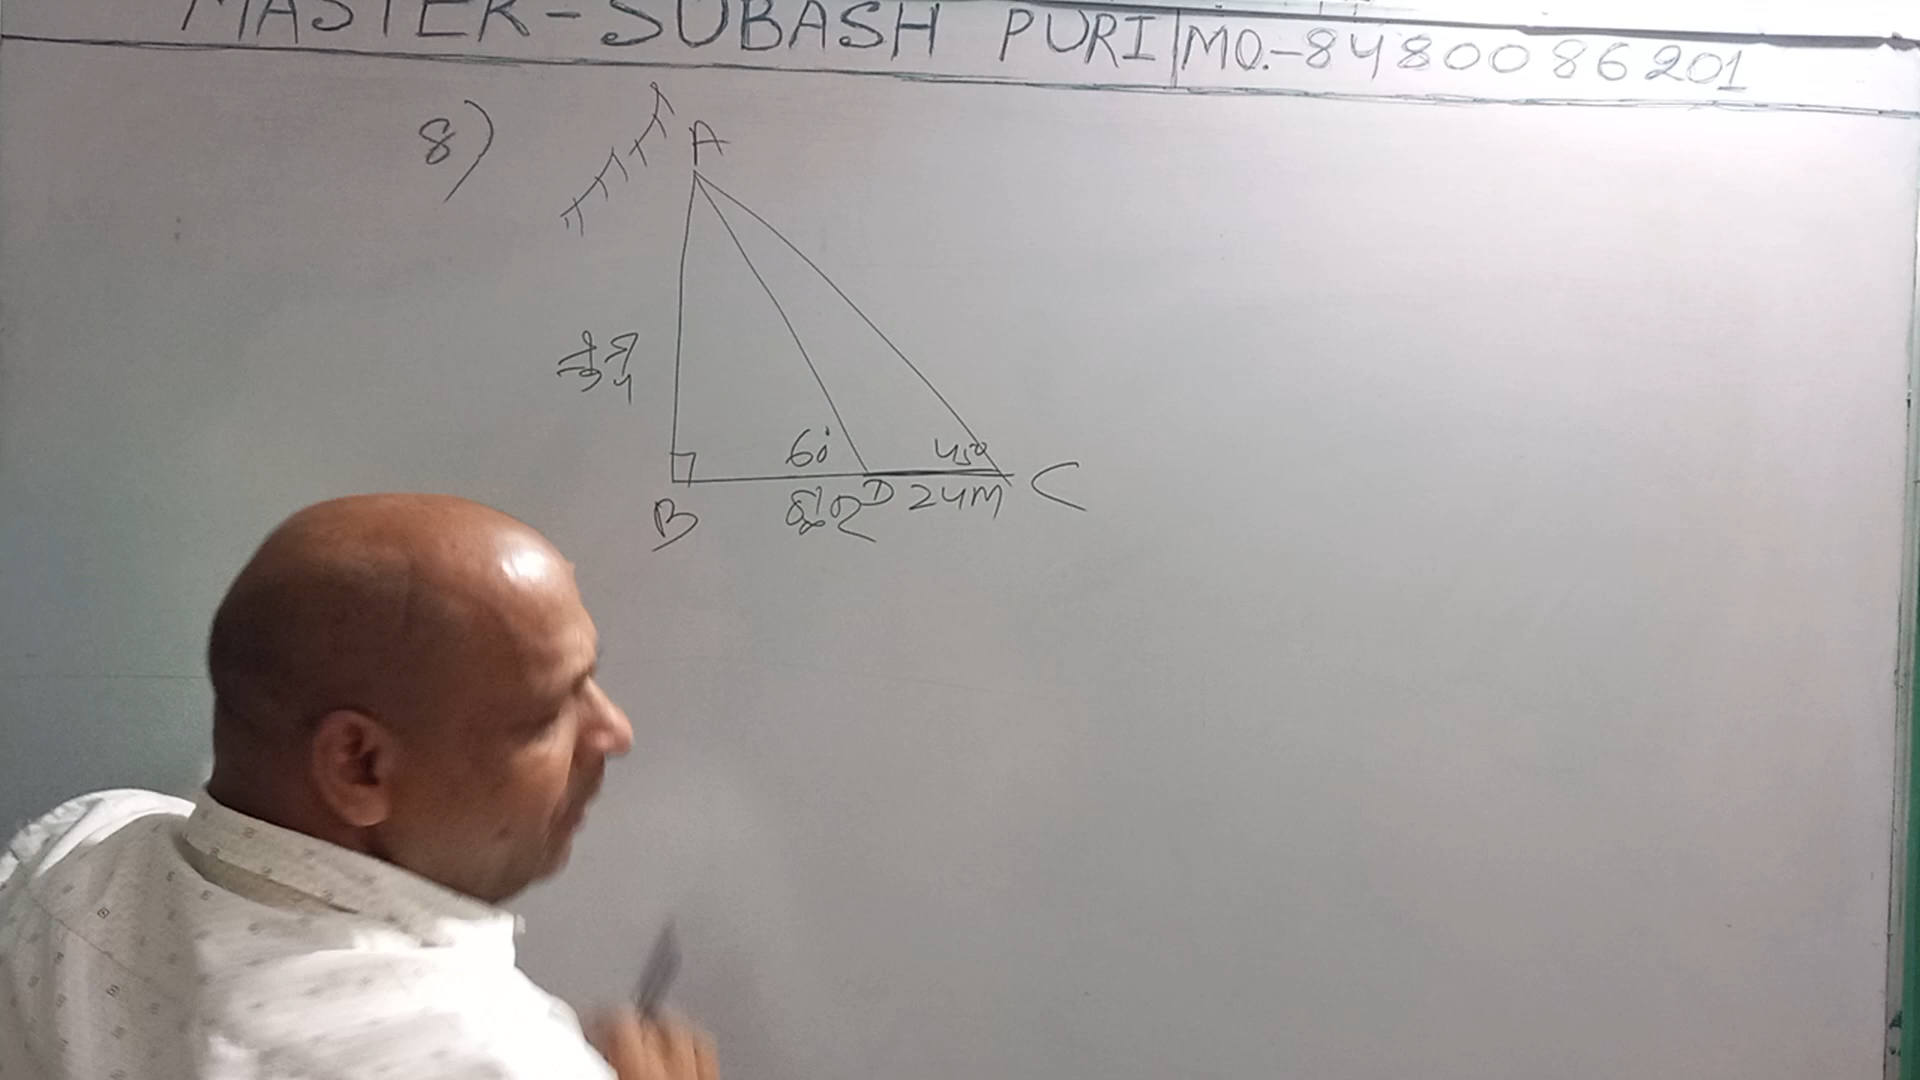 MASTER-SUBASH PURI MO.-8480086201
8)
A
60° 45°
B D 24M C